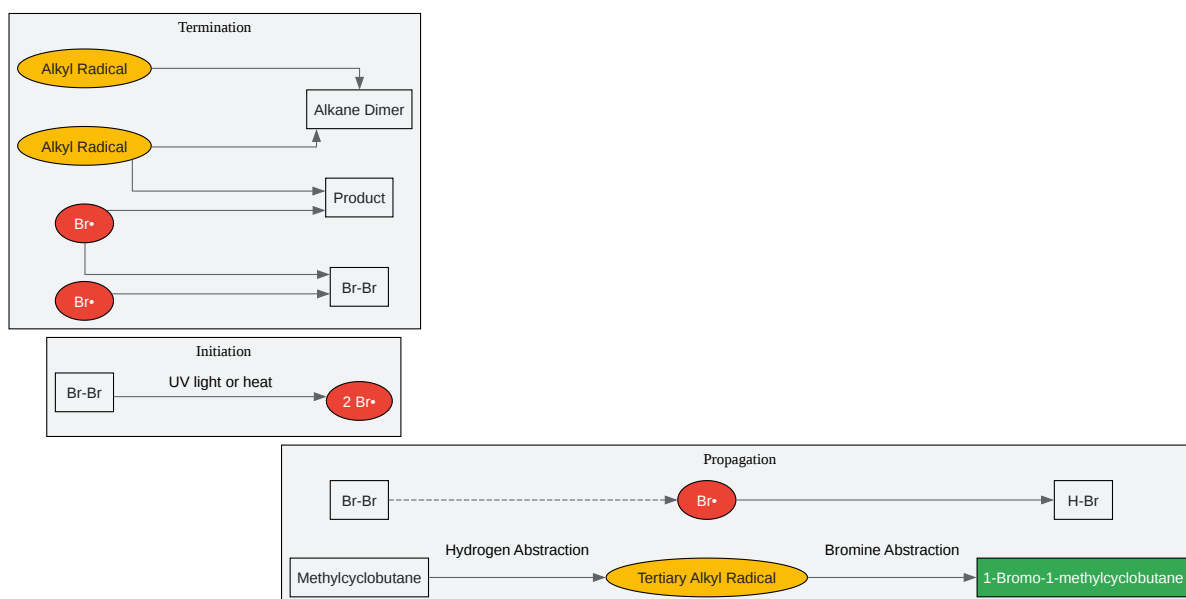 Termination
Alkyl Radical
Alkane Dimer
Alkyl Radical
Product
Br•
Br-Br
Br•
Initiation
Br-Br
UV light or heat
2 Br•
Propagation
Br-Br
Br•
H-Br
Methylcyclobutane
Hydrogen Abstraction
Tertiary Alkyl Radical
Bromine Abstraction
1-Bromo-1-methylcyclobutane